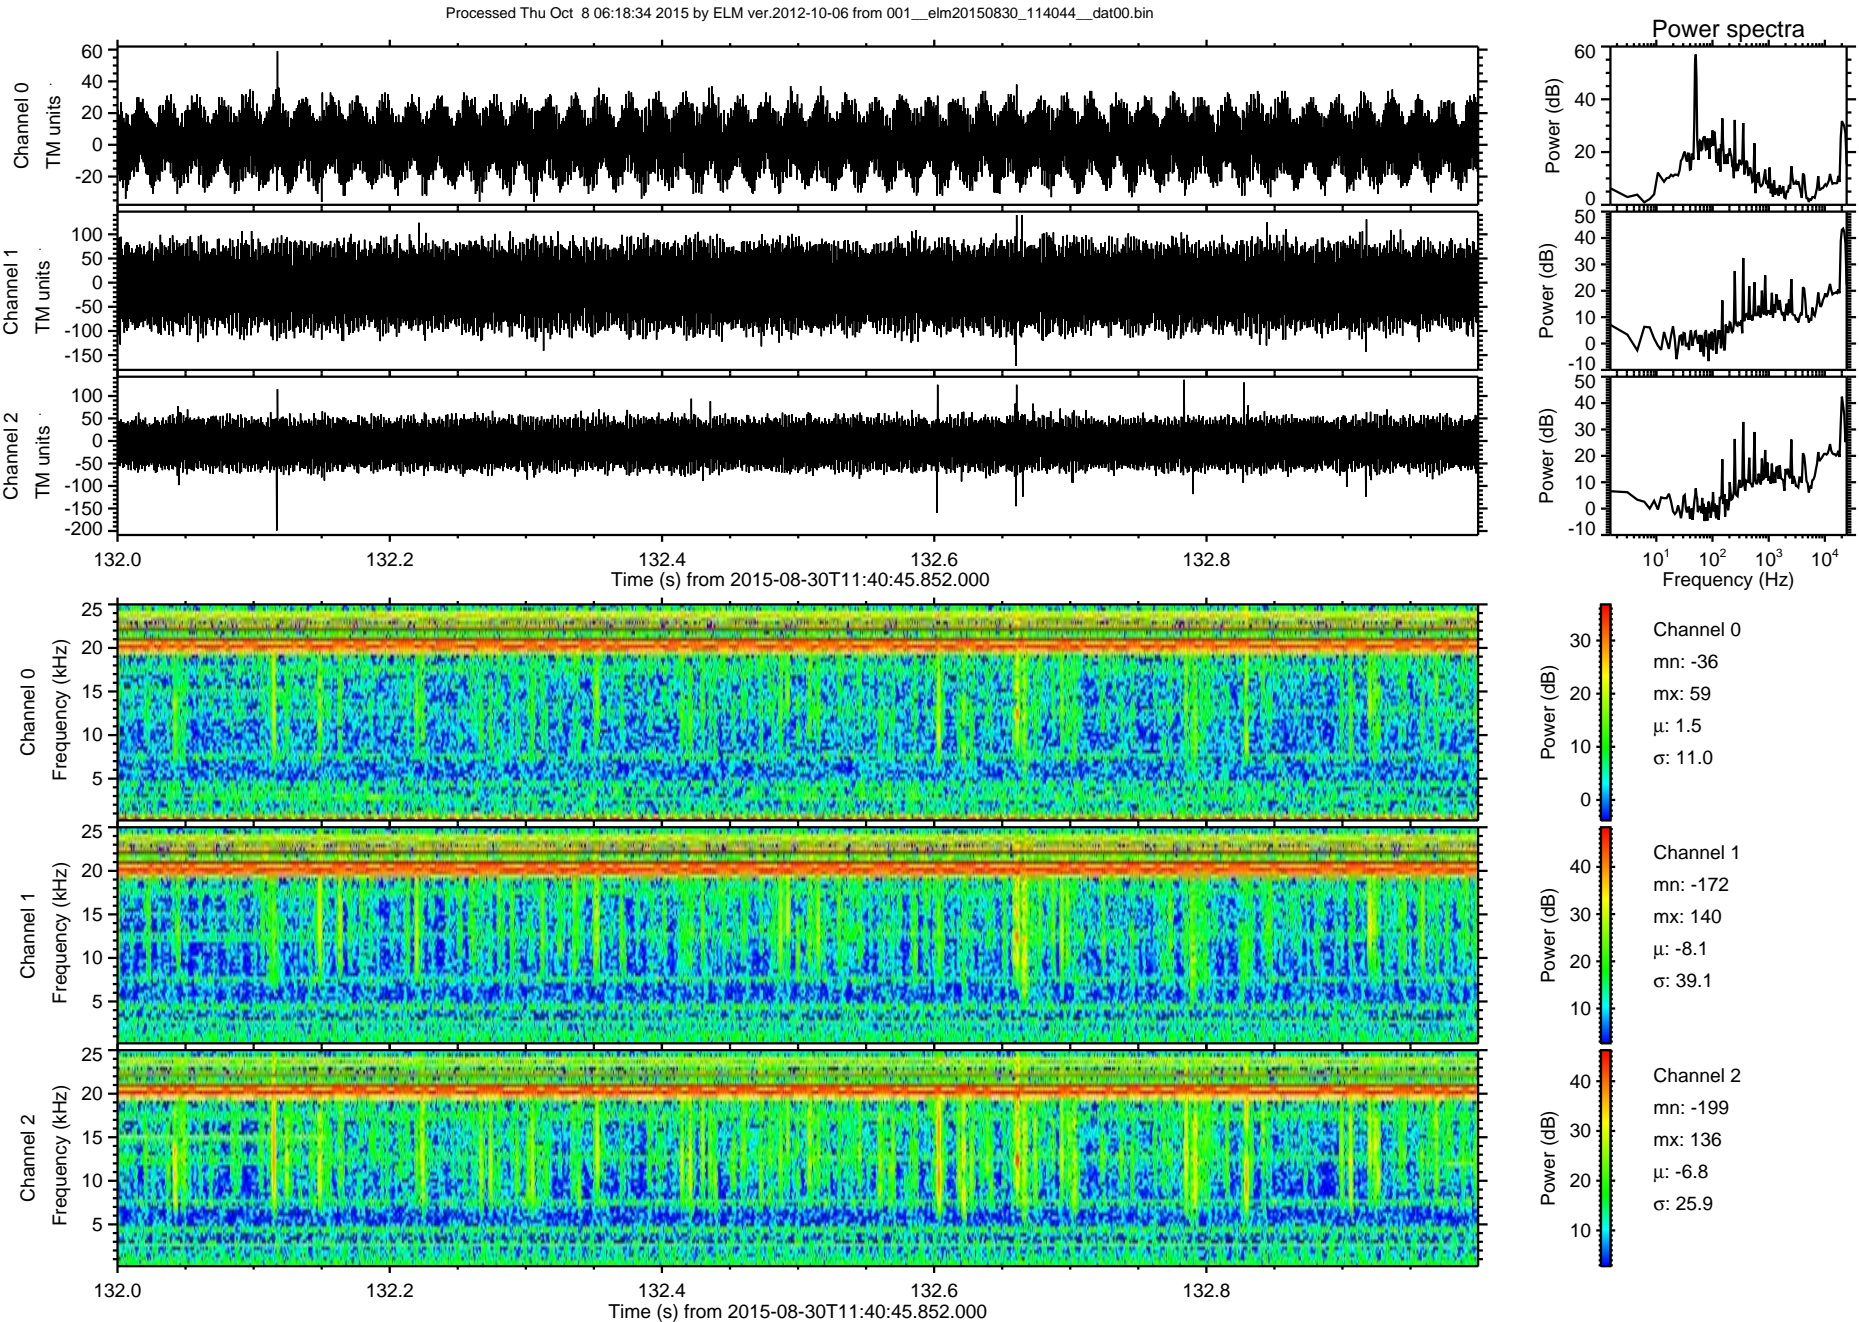 Processed Thu Oct  8 06:18:34 2015 by ELM ver.2012-10-06 from 001__elm20150830_114044__dat00.bin
Power spectra
Channel 0
TM units
60
40
20
0
-20
Power (dB)
60
40
20
0
Channel 1
TM units
100
50
0
-50
-100
-150
Power (dB)
50
40
30
20
10
0
-10
Channel 2
TM units
100
50
0
-50
-100
-150
-200
Power (dB)
50
40
30
20
10
0
-10
132.0 132.2 132.4 132.6 132.8
Time (s) from 2015-08-30T11:40:45.852.000
10^1 10^2 10^3 10^4
Frequency (Hz)
Channel 0
Frequency (kHz)
25
20
15
10
5
Power (dB)
30
20
10
0
Channel 0
mn: -36
mx: 59
μ: 1.5
σ: 11.0
Channel 1
Frequency (kHz)
25
20
15
10
5
Power (dB)
40
30
20
10
Channel 1
mn: -172
mx: 140
μ: -8.1
σ: 39.1
Channel 2
Frequency (kHz)
25
20
15
10
5
Power (dB)
40
30
20
10
Channel 2
mn: -199
mx: 136
μ: -6.8
σ: 25.9
132.0 132.2 132.4 132.6 132.8
Time (s) from 2015-08-30T11:40:45.852.000